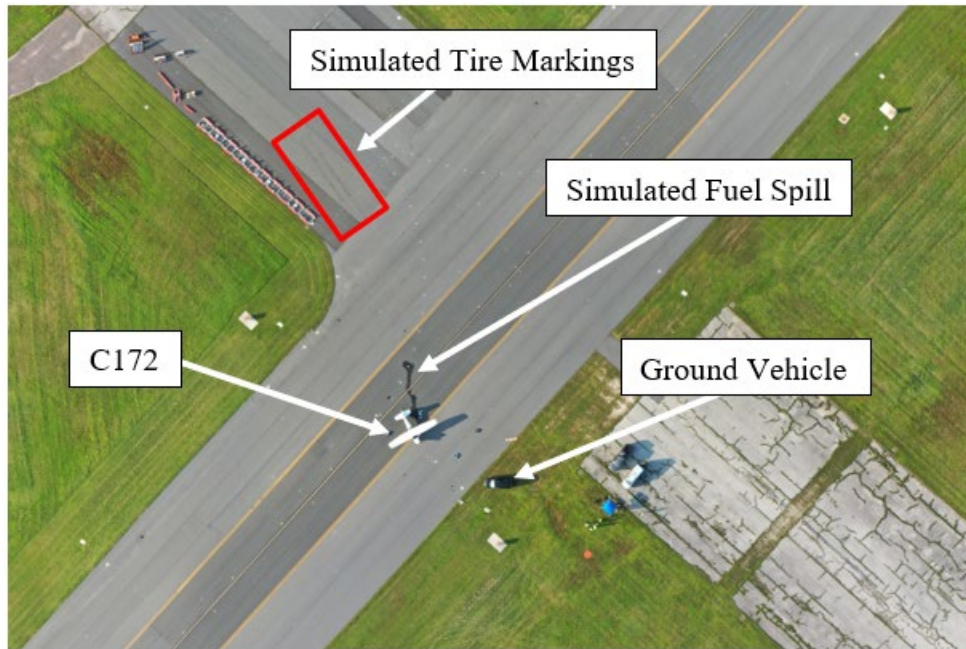 Simulated Tire Markings
Simulated Fuel Spill
C172
Ground Vehicle